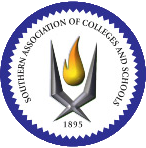 SOUTHERN ASSOCIATION OF COLLEGES AND SCHOOLS
1895